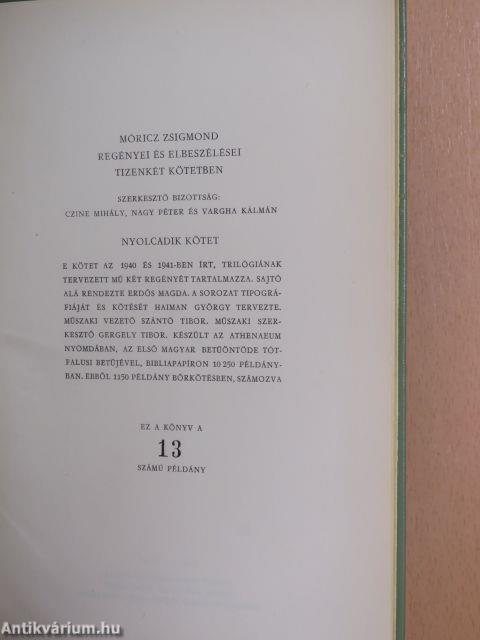 MÓRICZ ZSIGMOND
REGÉNYEI ÉS ELBESZÉLÉSEI
TIZENKÉT KÖTETBEN
SZERKESZTŐ BIZOTTSÁG:
CZINE MIHÁLY, NAGY PÉTER ÉS VARGHA KÁLMÁN
NYOLCADIK KÖTET
E KÖTET AZ 1940 ÉS 1941-BEN ÍRT, TRILÓGIÁNAK
TERVEZETT MŰ KÉT REGÉNYÉT TARTALMAZZA. SAJTÓ
ALÁ RENDEZTE ERDŐS MAGDA. A SOROZAT TIPOGRÁ-
FIÁJÁT ÉS KÖTÉSÉT HAIMAN GYÖRGY TERVEZTE.
MŰSZAKI VEZETŐ SZÁNTÓ TIBOR. MŰSZAKI SZER-
KESZTŐ GERGELY TIBOR. KÉSZÜLT AZ ATHENAEUM
NYOMDÁBAN, AZ ELSŐ MAGYAR BETŰÖNTÖDE TÓT-
FALUSI BETŰJÉVEL, BIBLIAPAPÍRON 10 250 PÉLDÁNY-
BAN. EBBŐL 1150 PÉLDÁNY BŐRKÖTÉSBEN, SZÁMOZVA
EZ A KÖNYV A
13
SZÁMÚ PÉLDÁNY
Antikvárium.hu